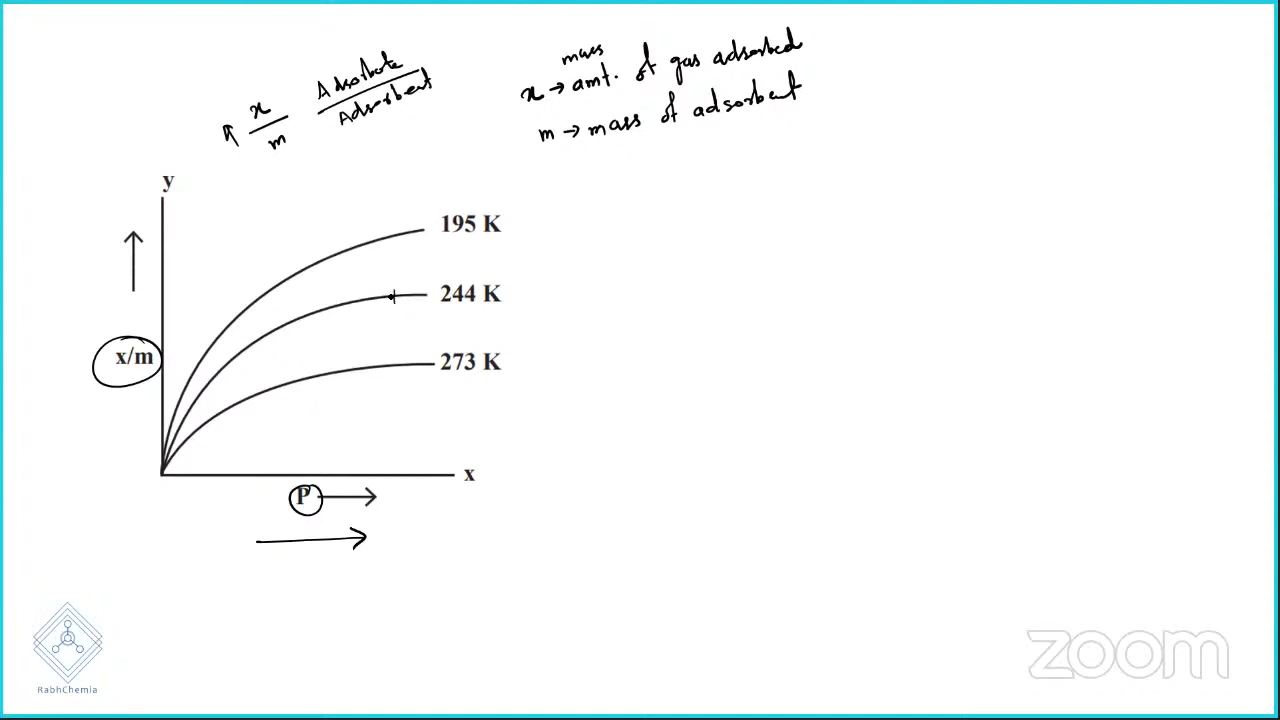 mass
x → amt. of gas adsorbed
m → mass of adsorbent
↑ x/m Adsorbate/Adsorbent
y
195 K
244 K
x/m
273 K
x
P
RabhChemia
zoom